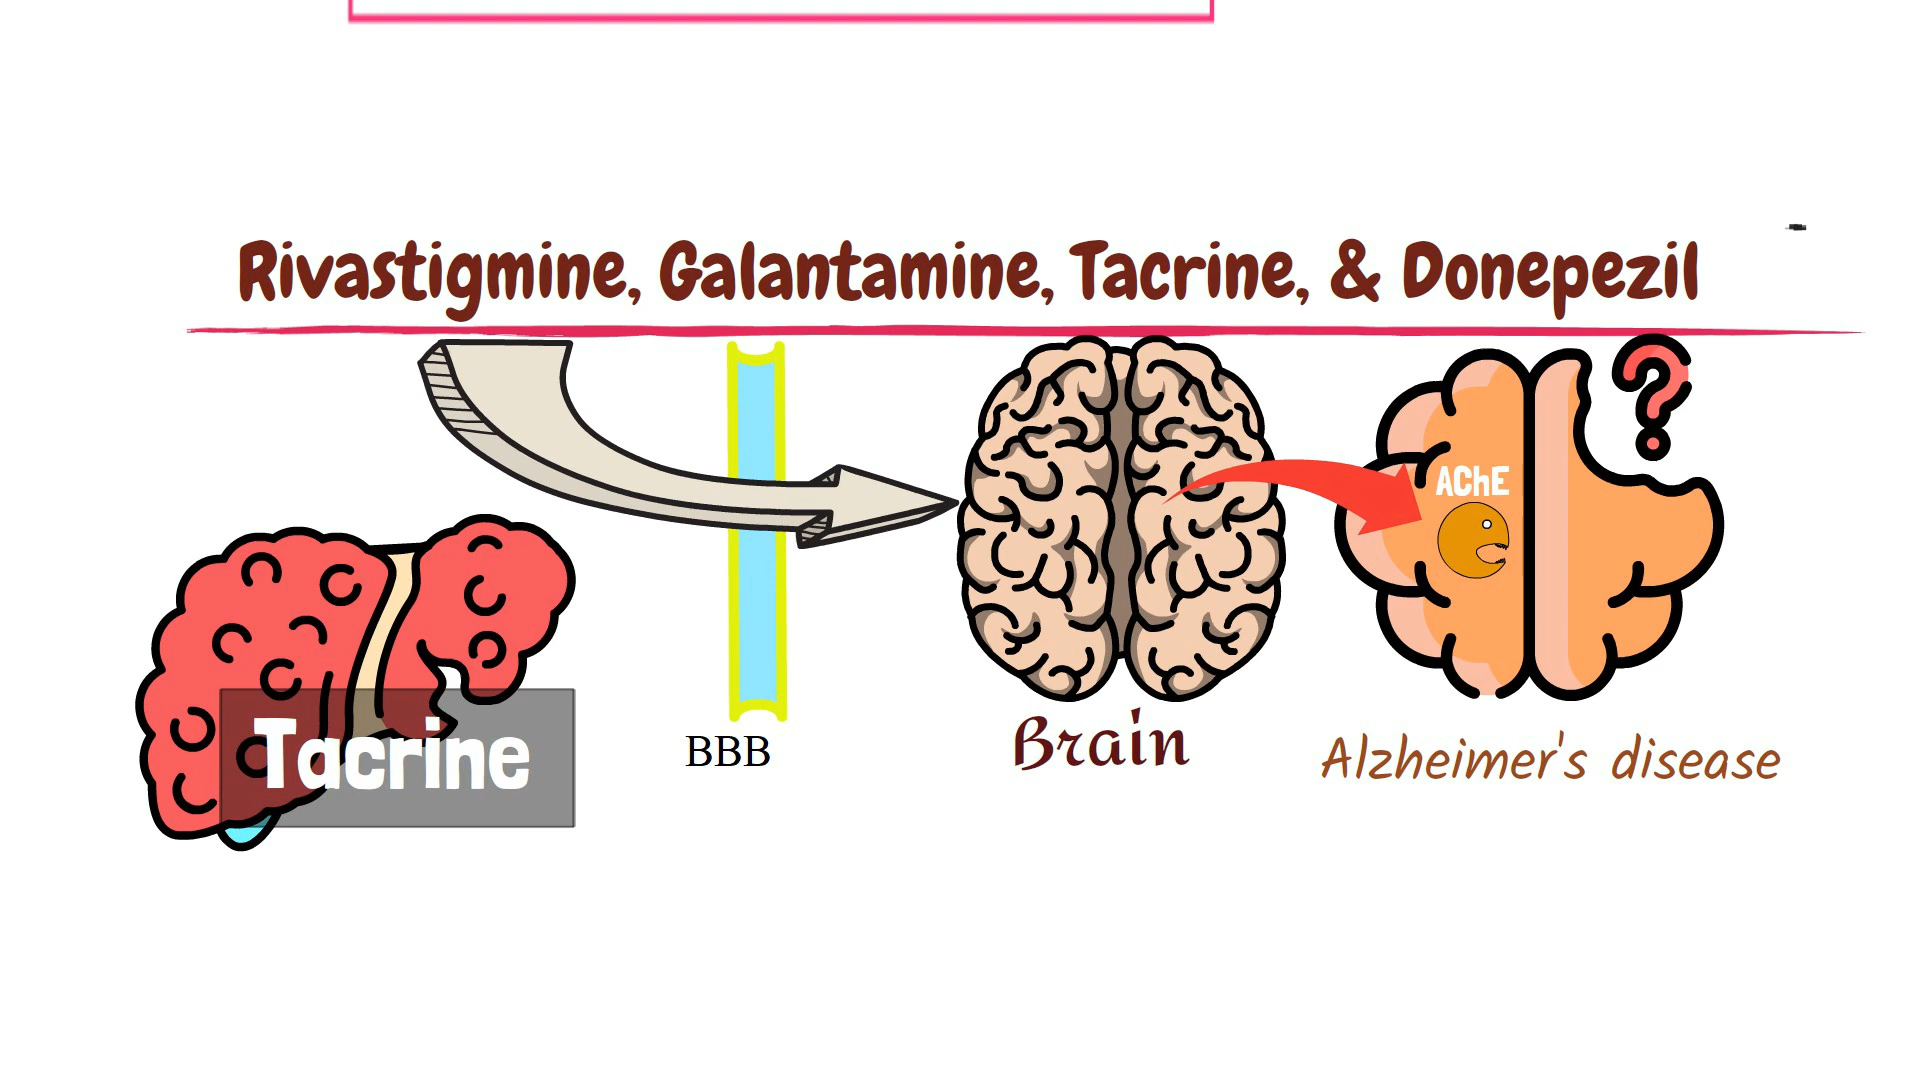 Rivastigmine, Galantamine, Tacrine, & Donepezil
AChE
Tacrine
BBB
Brain
Alzheimer's disease